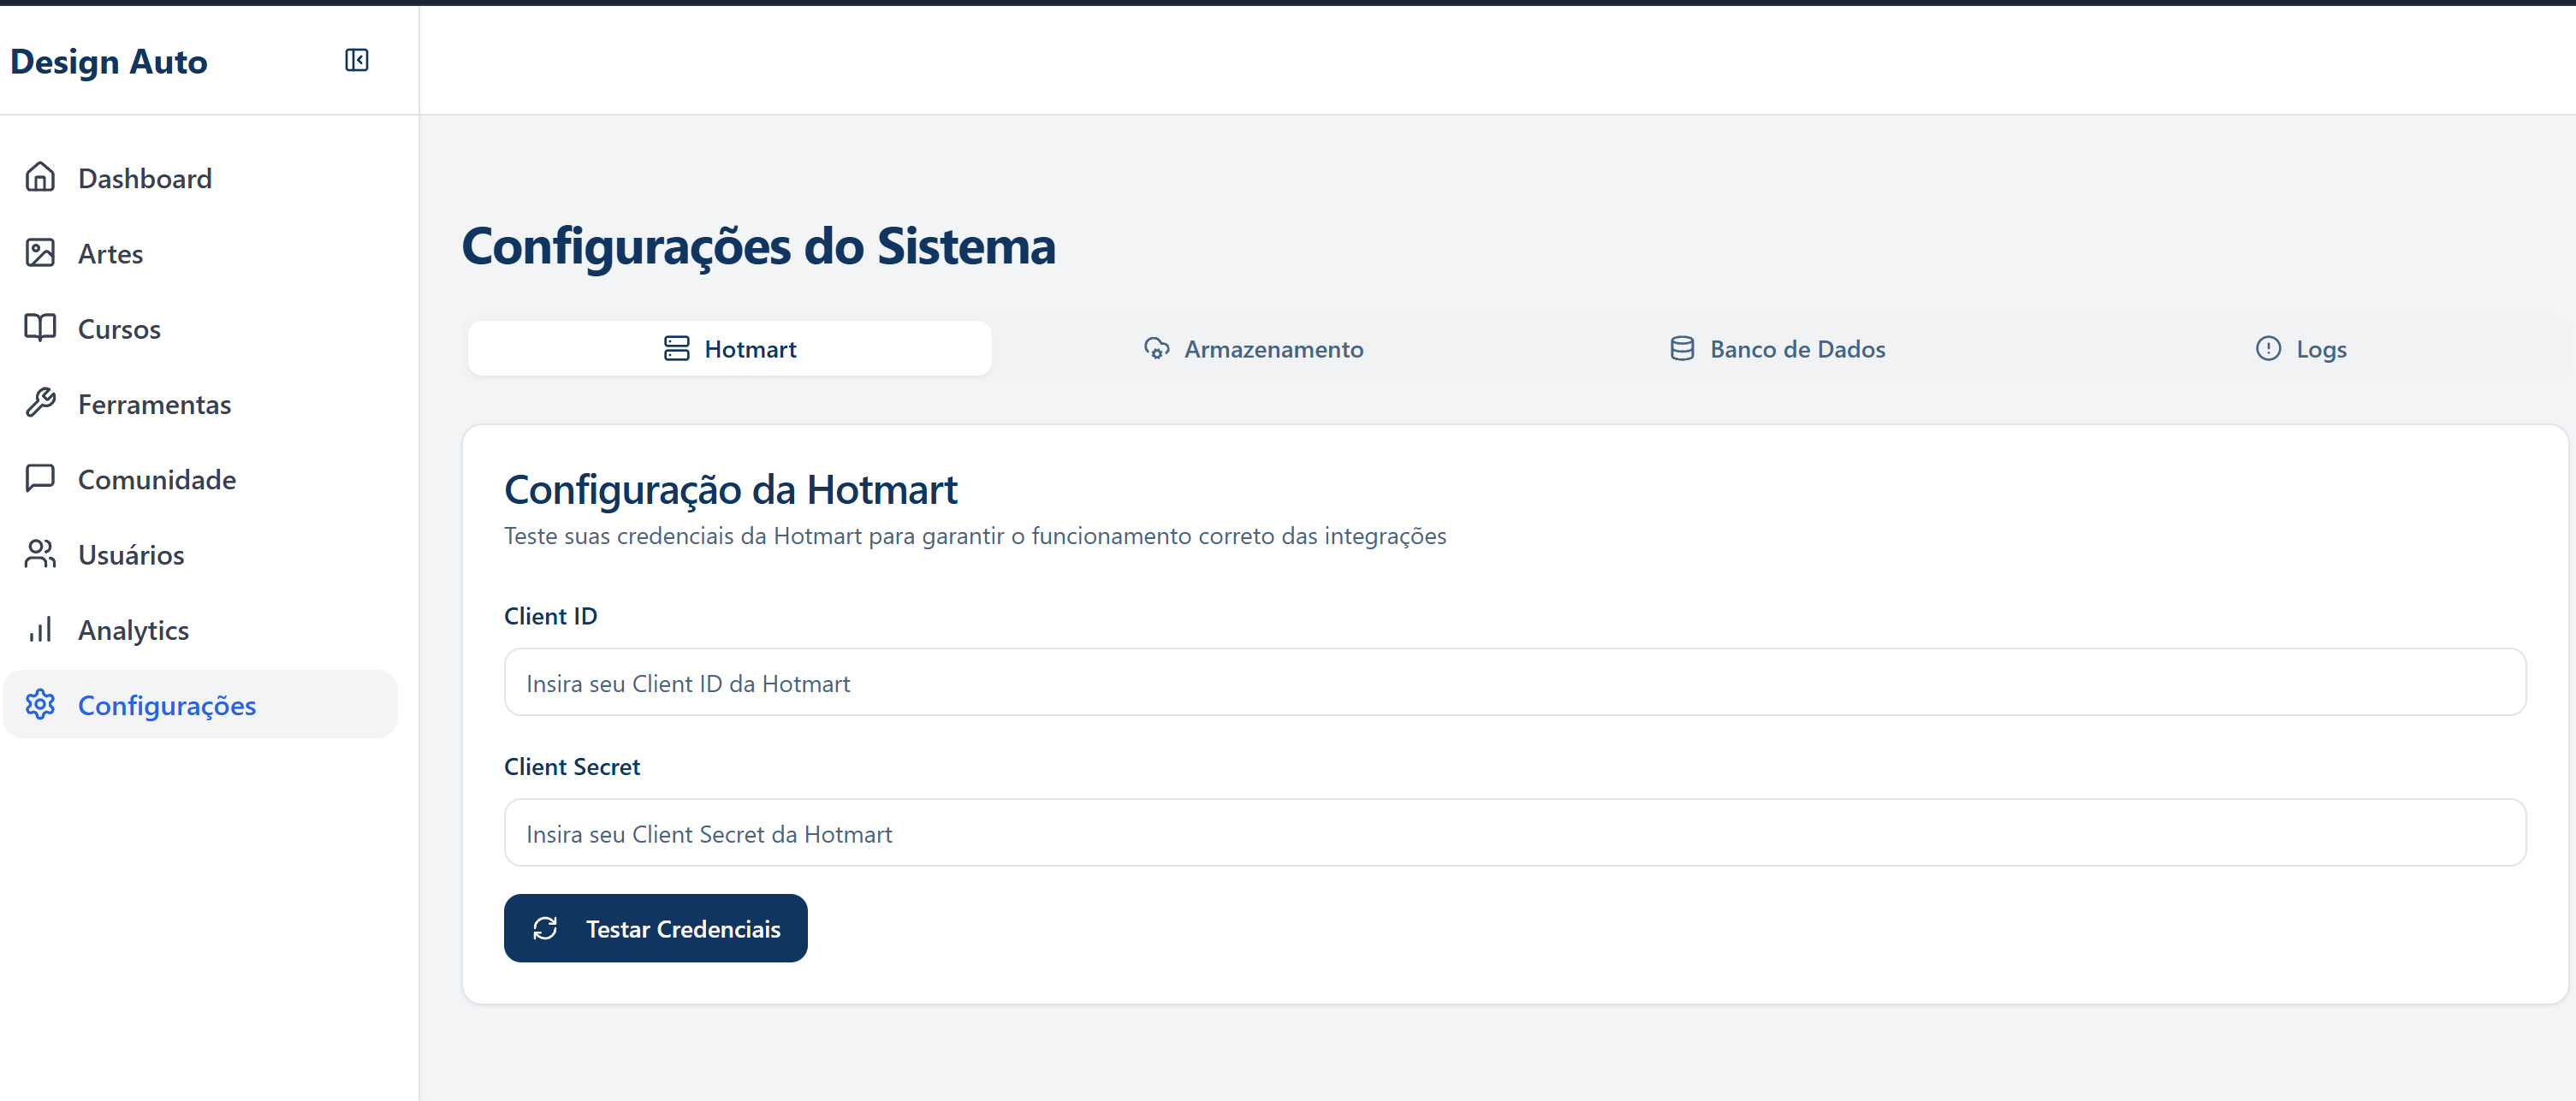 Design Auto
Dashboard
Artes
Cursos
Ferramentas
Comunidade
Usuários
Analytics
Configurações
Configurações do Sistema
Hotmart
Armazenamento
Banco de Dados
Logs
Configuração da Hotmart
Teste suas credenciais da Hotmart para garantir o funcionamento correto das integrações
Client ID
Insira seu Client ID da Hotmart
Client Secret
Insira seu Client Secret da Hotmart
Testar Credenciais